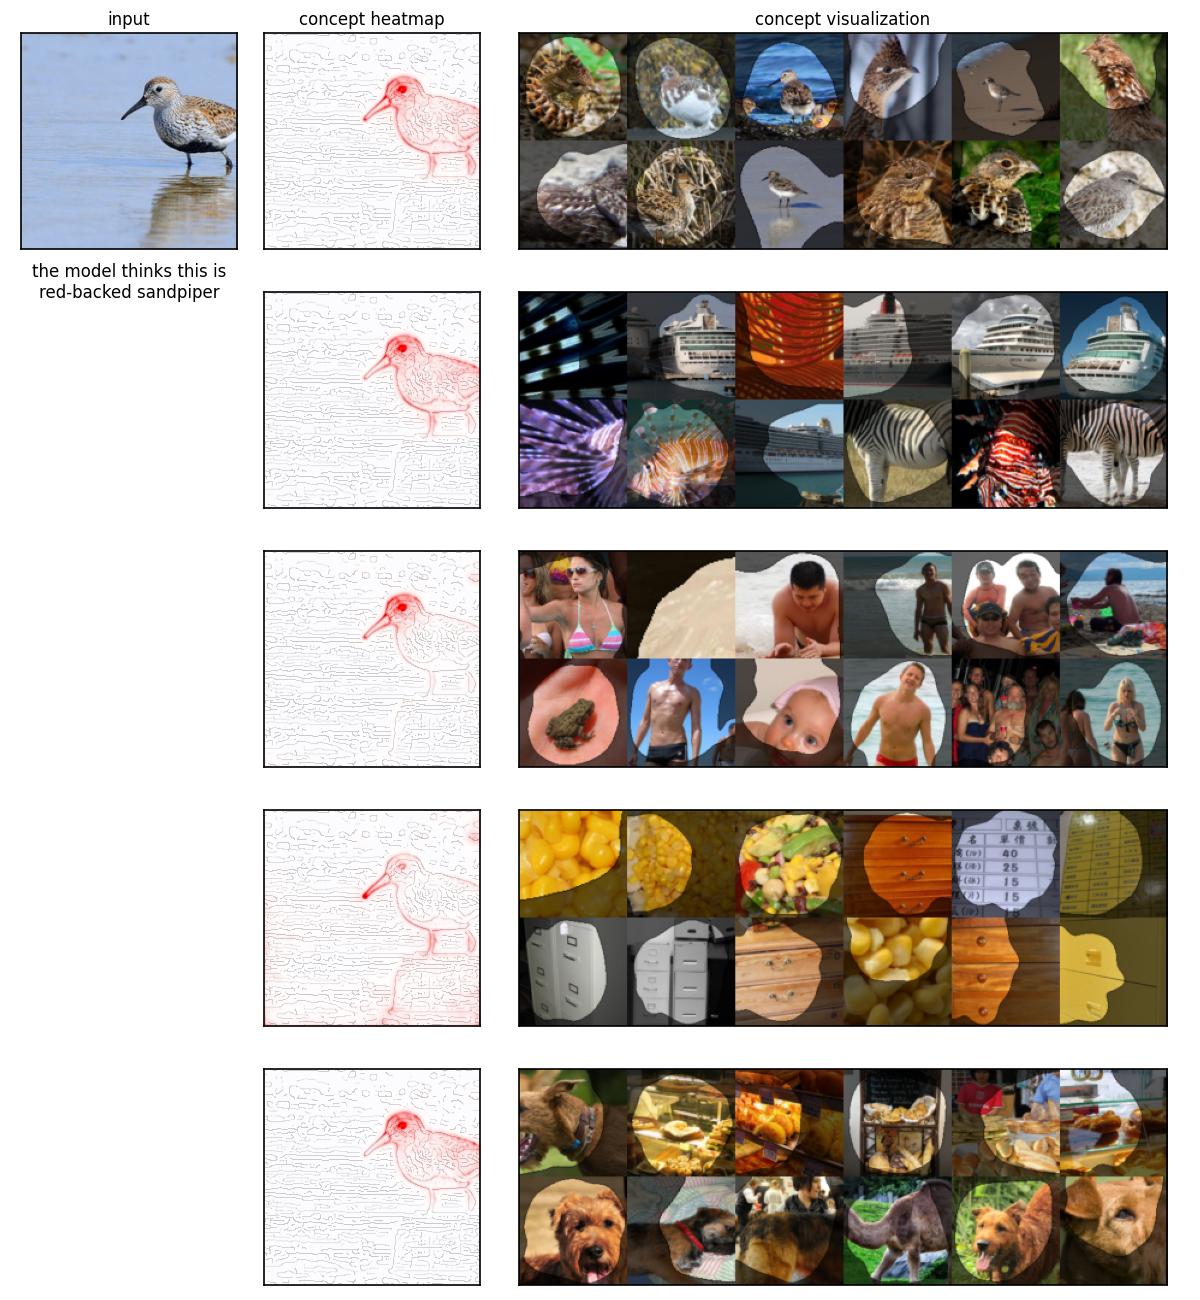 input
concept heatmap
concept visualization
the model thinks this is
red-backed sandpiper
名 單價
40
25
15
15